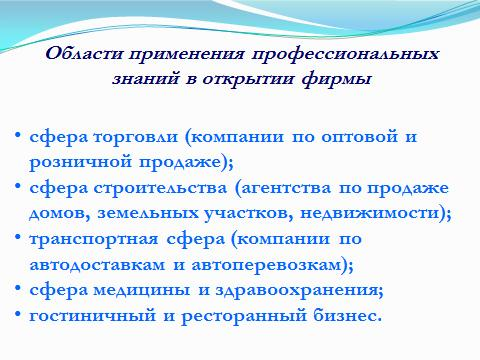 Области применения профессиональных
знаний в открытии фирмы
• сфера торговли (компании по оптовой и
розничной продаже);
• сфера строительства (агентства по продаже
домов, земельных участков, недвижимости);
• транспортная сфера (компании по
автодоставкам и автоперевозкам);
• сфера медицины и здравоохранения;
• гостиничный и ресторанный бизнес.